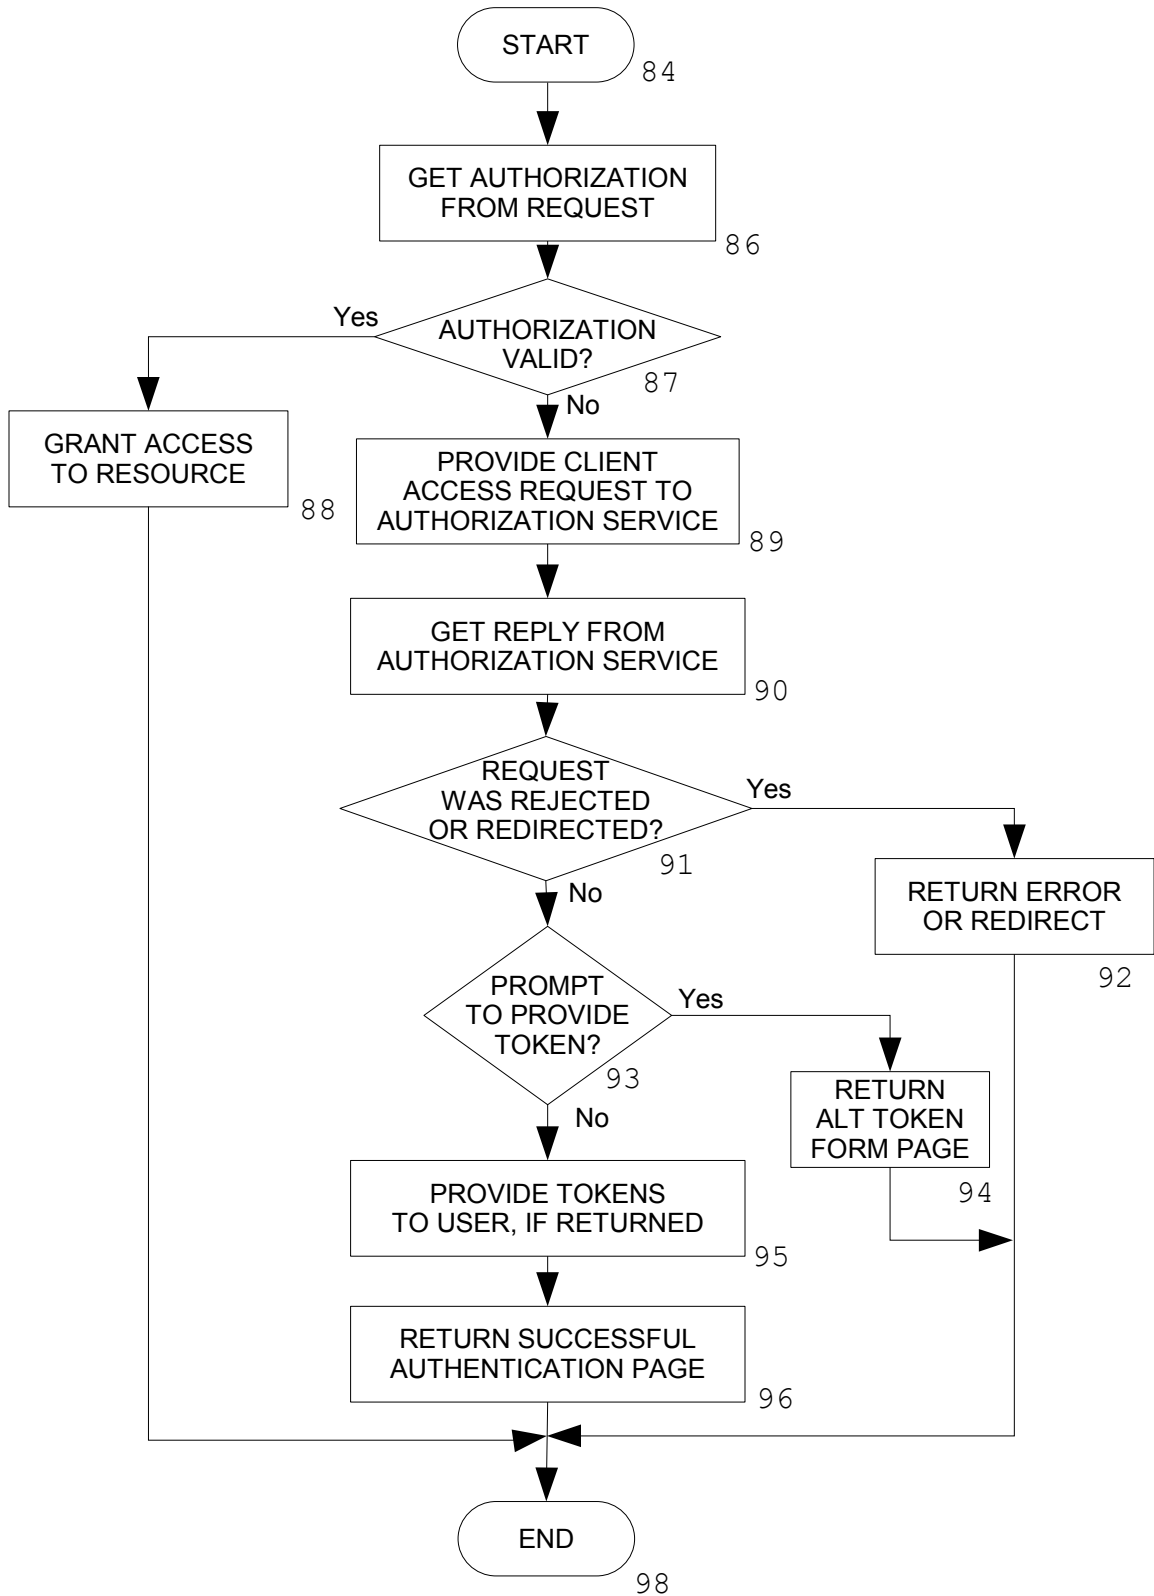 START
84
GET AUTHORIZATION
FROM REQUEST
86
Yes
AUTHORIZATION
VALID?
87
No
GRANT ACCESS
TO RESOURCE
88
PROVIDE CLIENT
ACCESS REQUEST TO
AUTHORIZATION SERVICE
89
GET REPLY FROM
AUTHORIZATION SERVICE
90
REQUEST
WAS REJECTED
OR REDIRECTED?
91
Yes
No
RETURN ERROR
OR REDIRECT
92
PROMPT
TO PROVIDE
TOKEN?
93
Yes
No
RETURN
ALT TOKEN
FORM PAGE
94
PROVIDE TOKENS
TO USER, IF RETURNED
95
RETURN SUCCESSFUL
AUTHENTICATION PAGE
96
END
98